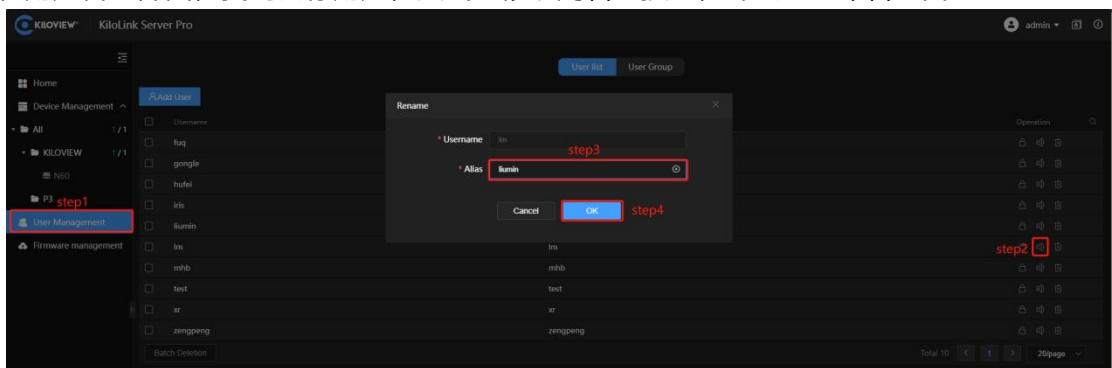 KILOVIEW KiloLink Server Pro admin
User list User Group
Home
Add User
Device Management
Rename
Username Operation
All 1/1
* Username lm
fuq
step3
KILOVIEW 1/1
gongle
* Alias liumin
N60
hufei
P3 step1
iris
Cancel OK step4
User Management
liumin
Firmware management
lm lm step2
mhb mhb
test test
xr xr
zengpeng zengpeng
Batch Deletion Total 10 < 1 > 20/page